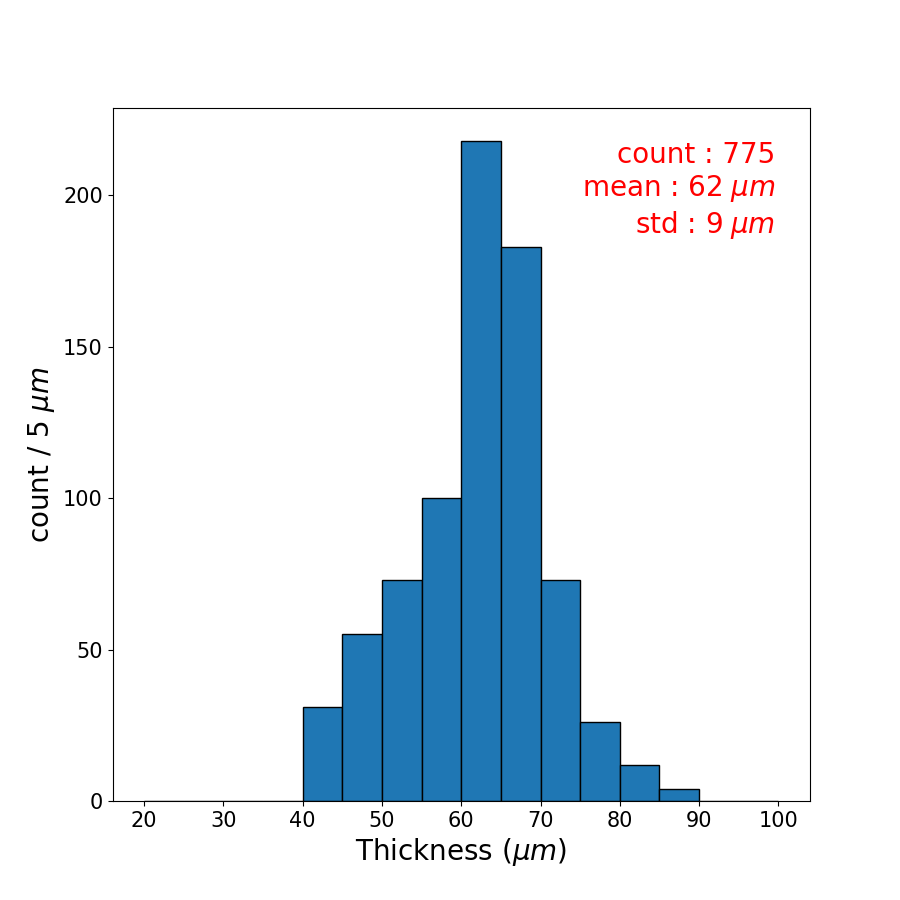 count : 775
mean : 62 μm
std : 9 μm
count / 5 μm
200
150
100
50
0
20 30 40 50 60 70 80 90 100
Thickness (μm)